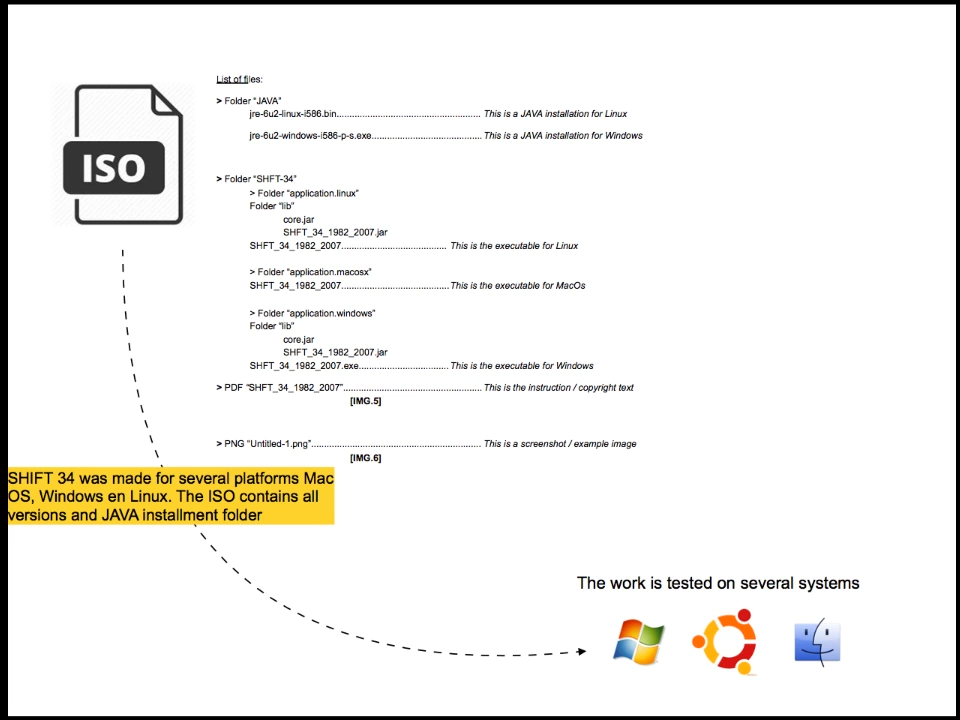 List of files:
> Folder “JAVA”
jre-6u2-linux-i586.bin........................................................ This is a JAVA installation for Linux
jre-6u2-windows-i586-p-s.exe........................................... This is a JAVA installation for Windows
ISO
> Folder “SHFT-34”
> Folder “application.linux”
Folder “lib”
core.jar
SHFT_34_1982_2007.jar
SHFT_34_1982_2007......................................... This is the executable for Linux
> Folder “application.macosx”
SHFT_34_1982_2007..........................................This is the executable for MacOs
> Folder “application.windows”
Folder “lib”
core.jar
SHFT_34_1982_2007.jar
SHFT_34_1982_2007.exe................................... This is the executable for Windows
> PDF “SHFT_34_1982_2007”...................................................... This is the instruction / copyright text
[IMG.5]
> PNG “Untitled-1.png”.................................................................. This is a screenshot / example image
[IMG.6]
SHIFT 34 was made for several platforms Mac
OS, Windows en Linux. The ISO contains all
versions and JAVA installment folder
The work is tested on several systems